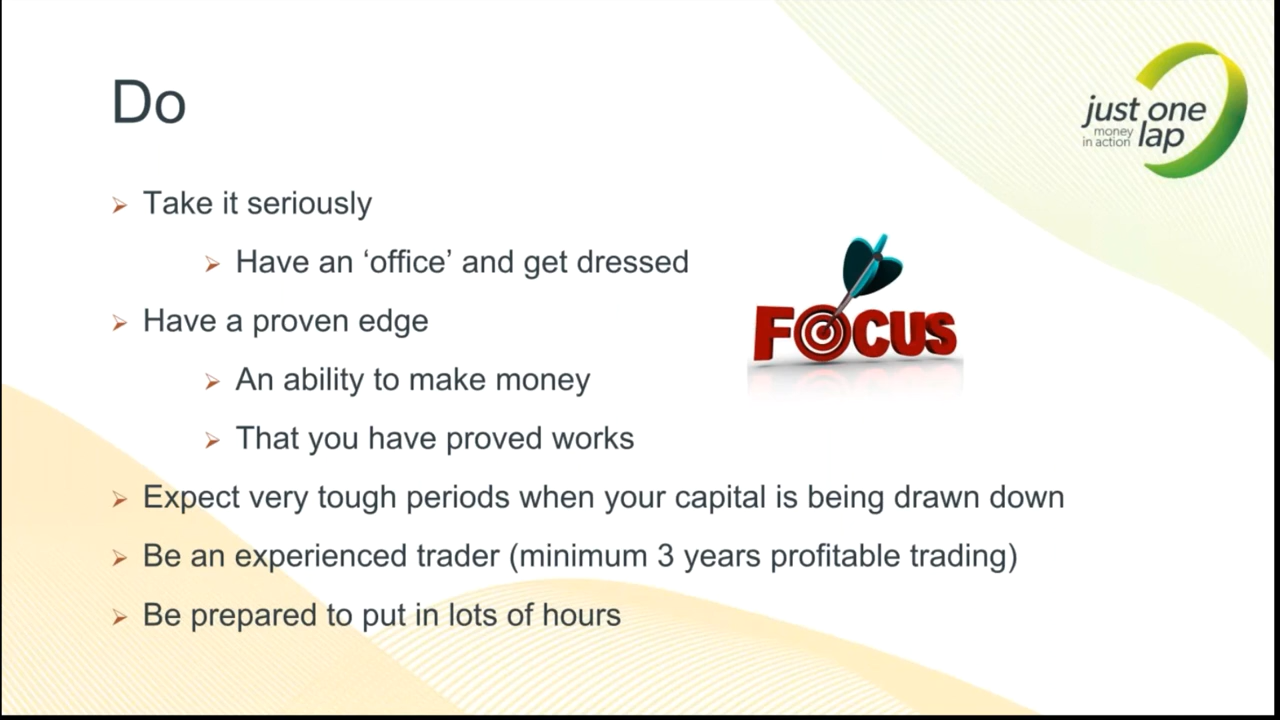 Do
just one
money
in action lap
Take it seriously
Have an ‘office’ and get dressed
FOCUS
Have a proven edge
An ability to make money
That you have proved works
Expect very tough periods when your capital is being drawn down
Be an experienced trader (minimum 3 years profitable trading)
Be prepared to put in lots of hours